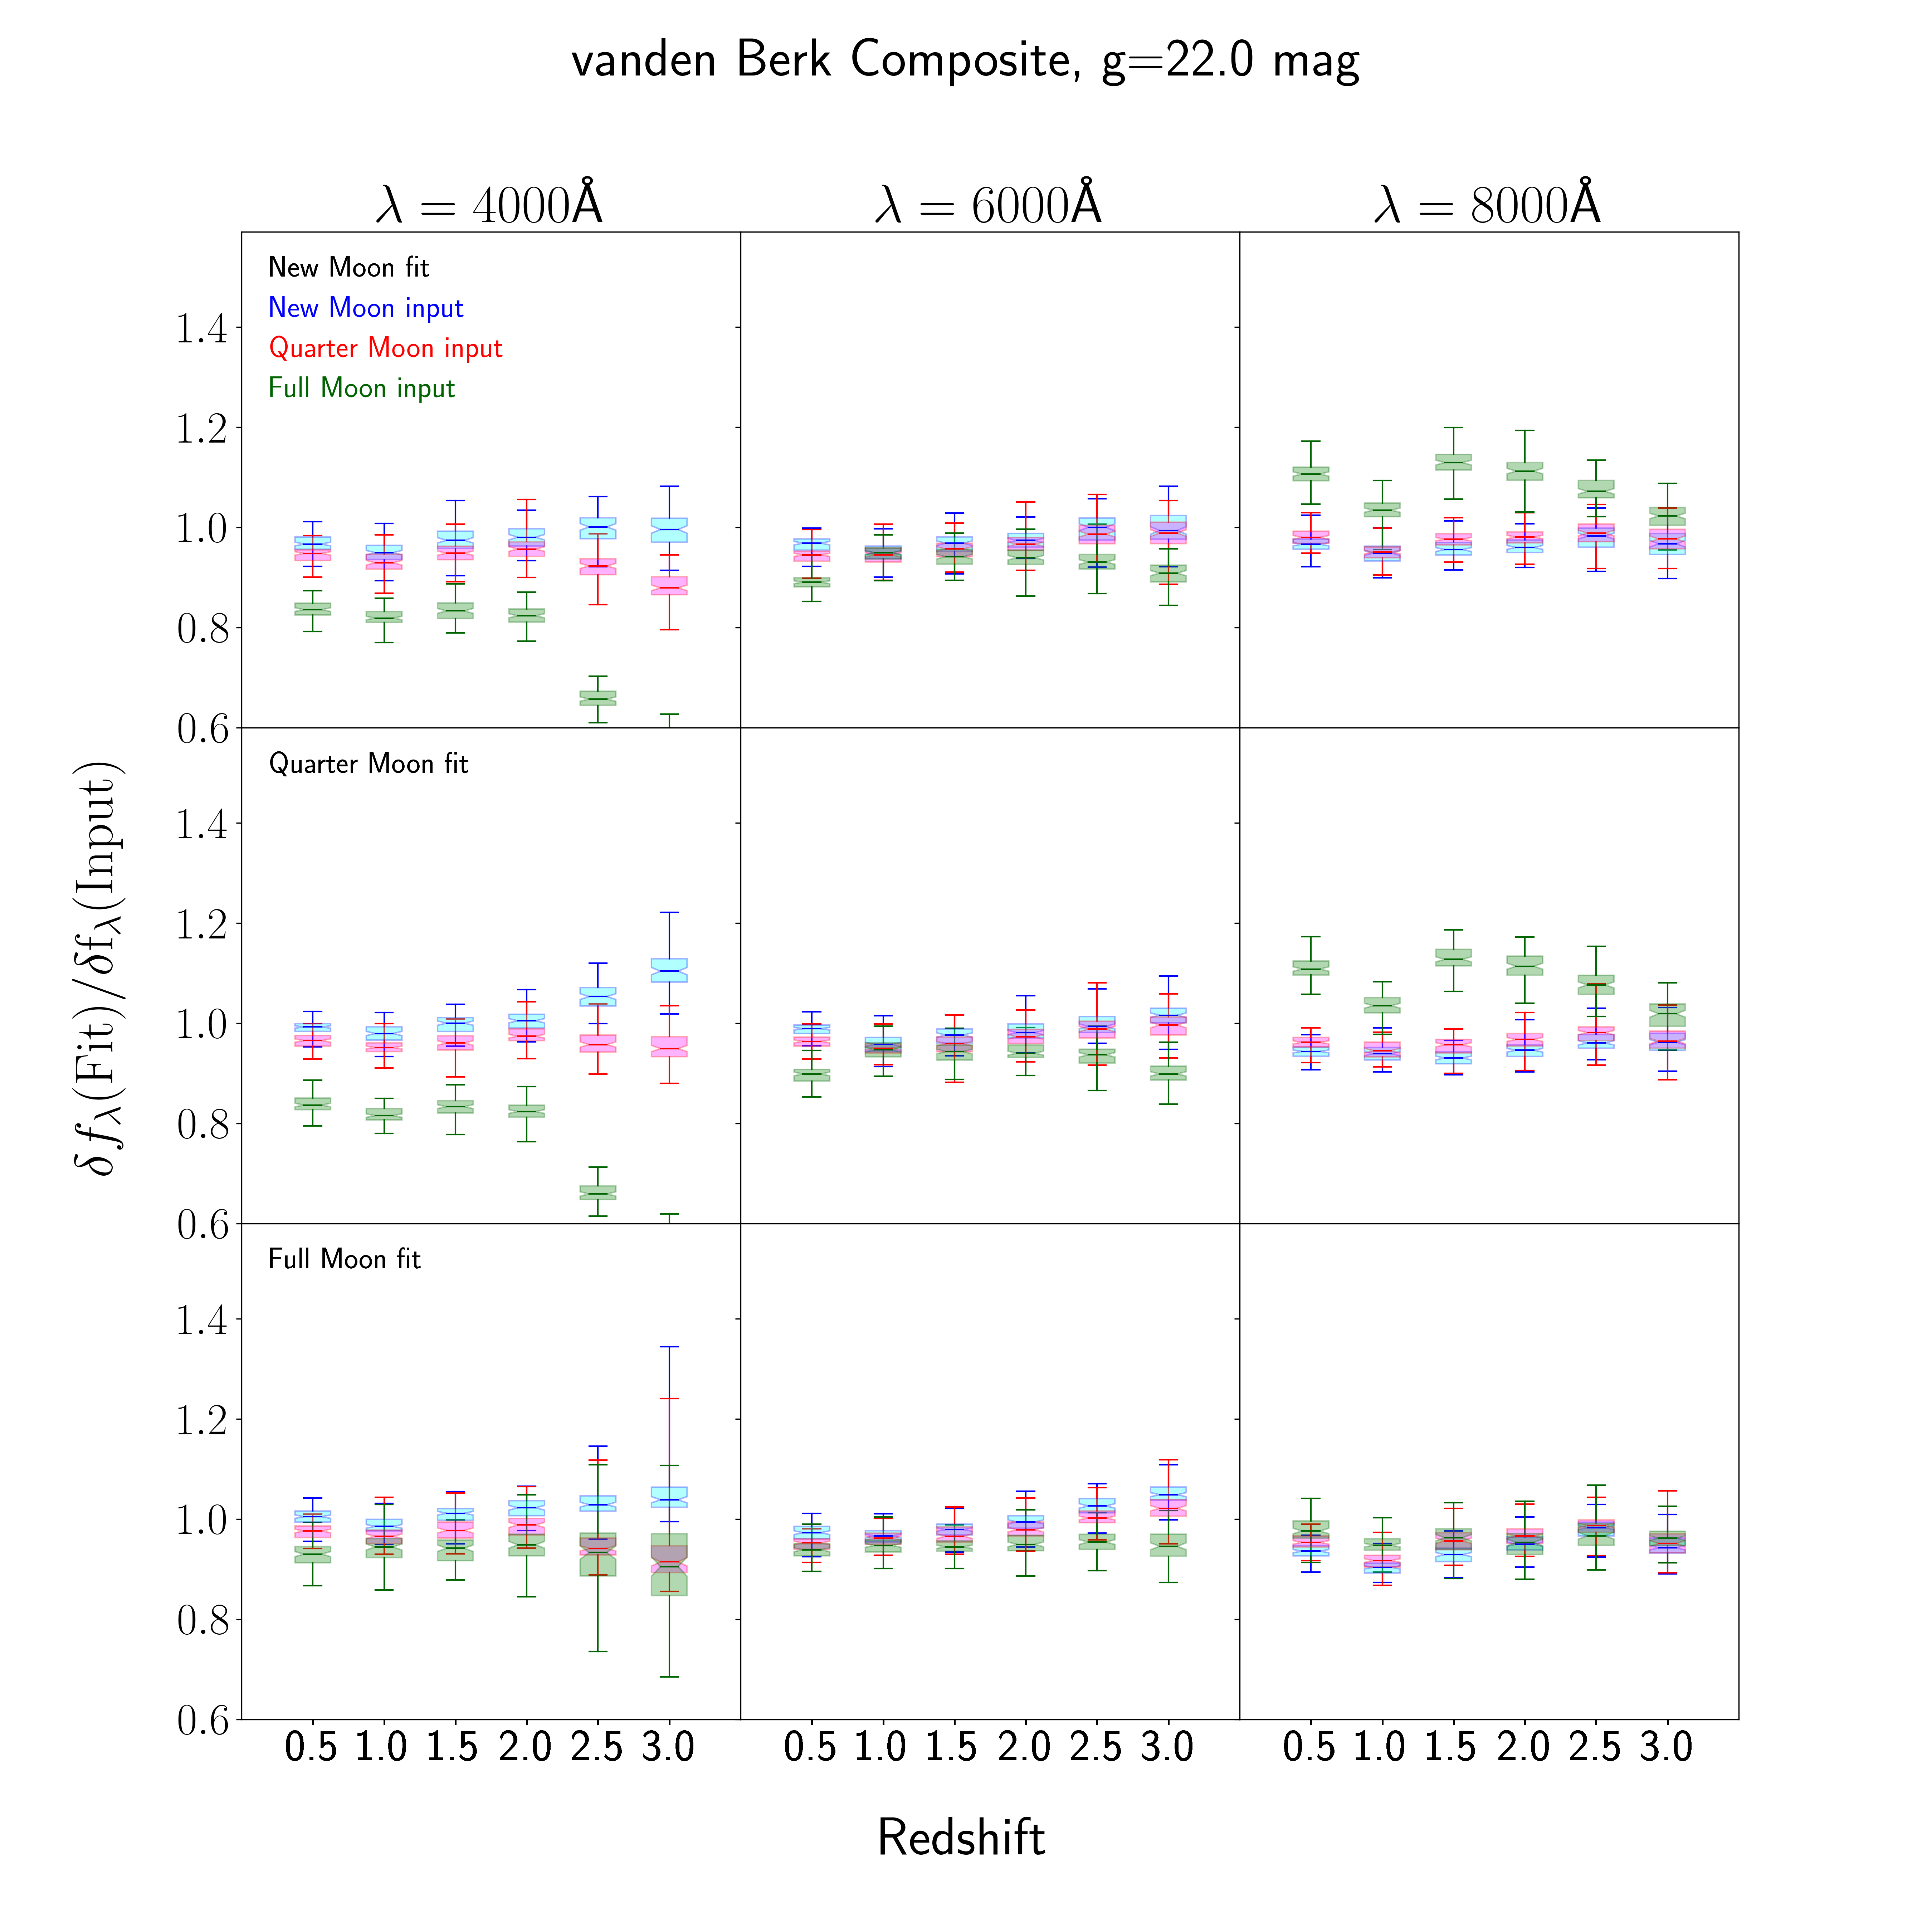 vanden Berk Composite, g=22.0 mag
λ = 4000Å
λ = 6000Å
λ = 8000Å
New Moon fit
New Moon input
Quarter Moon input
Full Moon input
1.4
1.2
1.0
0.8
0.6
Quarter Moon fit
1.4
1.2
1.0
0.8
0.6
Full Moon fit
1.4
1.2
1.0
0.8
0.6
δfλ(Fit)/δfλ(Input)
0.5 1.0 1.5 2.0 2.5 3.0
0.5 1.0 1.5 2.0 2.5 3.0
0.5 1.0 1.5 2.0 2.5 3.0
Redshift